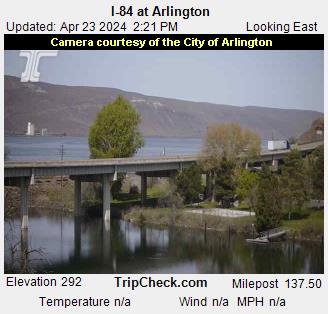 I-84 at Arlington
Updated: Apr 23 2024 2:21 PM Looking East
Camera courtesy of the City of Arlington
Elevation 292 TripCheck.com Milepost 137.50
Temperature n/a Wind n/a MPH n/a